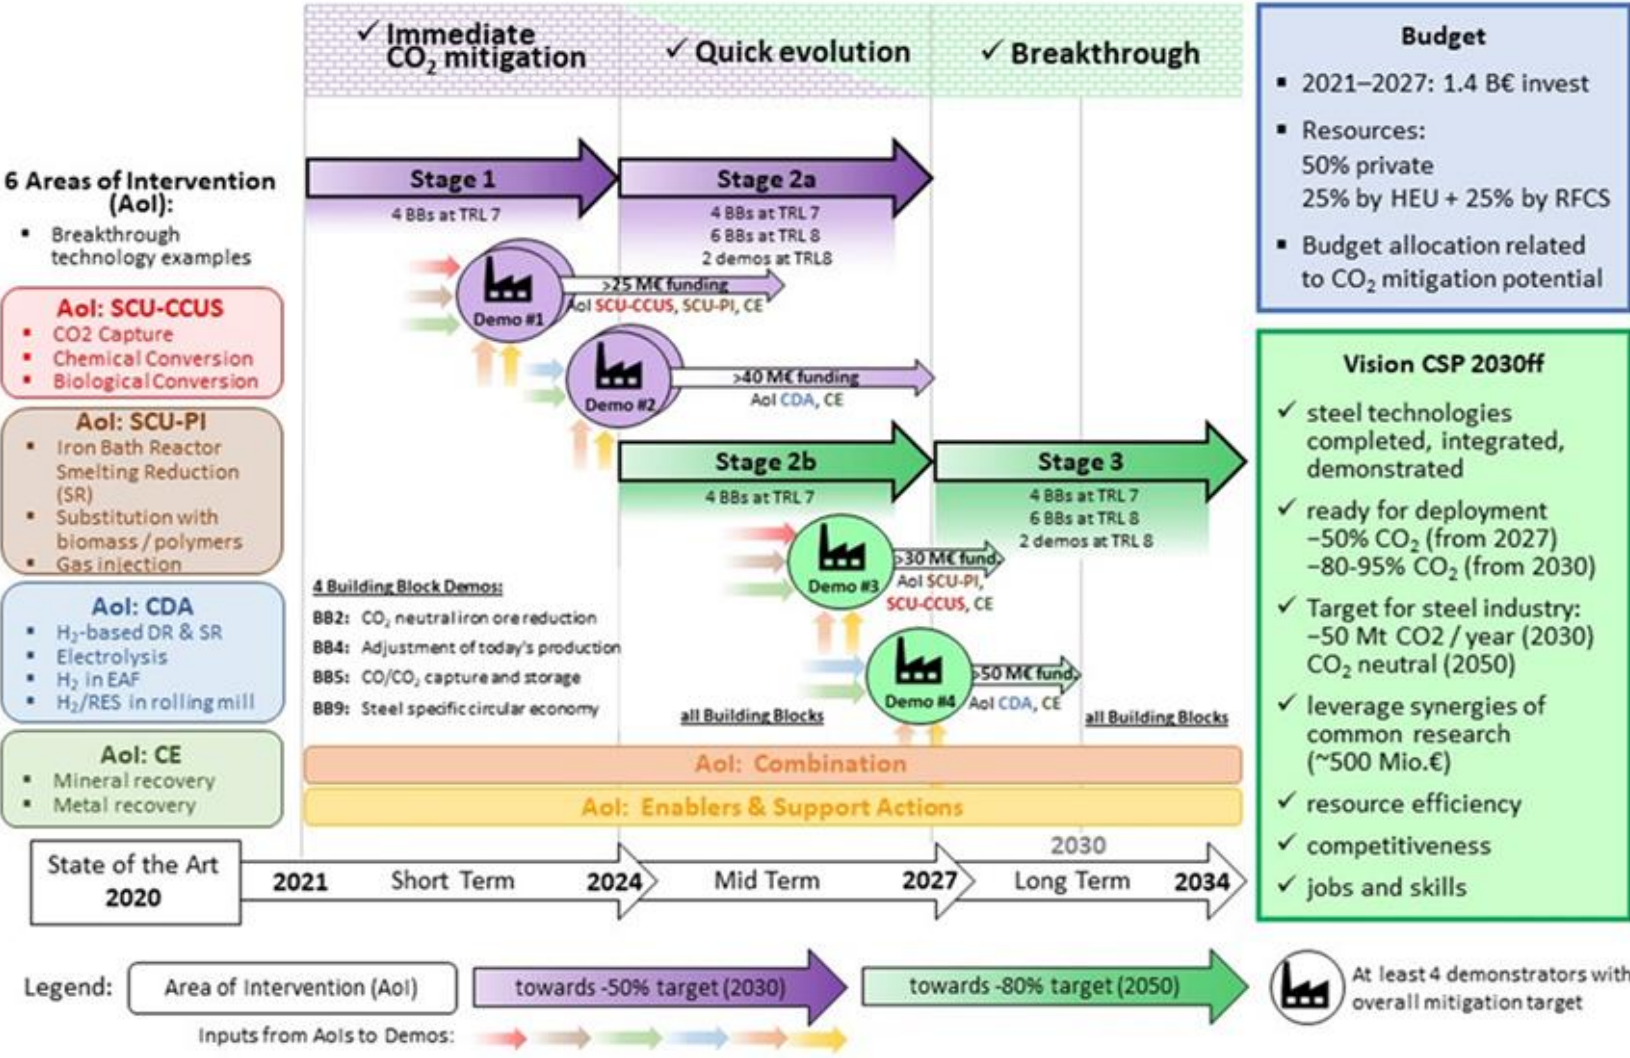 ✓ Immediate
CO₂ mitigation
✓ Quick evolution
✓ Breakthrough
6 Areas of Intervention
(AoI):
▪ Breakthrough
technology examples
AoI: SCU-CCUS
▪ CO2 Capture
▪ Chemical Conversion
▪ Biological Conversion
AoI: SCU-PI
▪ Iron Bath Reactor
Smelting Reduction
(SR)
▪ Substitution with
biomass / polymers
▪ Gas injection
AoI: CDA
▪ H₂-based DR & SR
▪ Electrolysis
▪ H₂ in EAF
▪ H₂/RES in rolling mill
AoI: CE
▪ Mineral recovery
▪ Metal recovery
Stage 1
4 BBs at TRL 7
Stage 2a
4 BBs at TRL 7
6 BBs at TRL 8
2 demos at TRL8
Demo #1
>25 M€ funding
AoI SCU-CCUS, SCU-PI, CE
Demo #2
>40 M€ funding
AoI CDA, CE
Stage 2b
4 BBs at TRL 7
Stage 3
4 BBs at TRL 7
6 BBs at TRL 8
2 demos at TRL 8
Demo #3
>30 M€ fund.
AoI SCU-PI,
SCU-CCUS, CE
Demo #4
>50 M€ fund.
AoI CDA, CE
4 Building Block Demos:
BB2: CO₂ neutral iron ore reduction
BB4: Adjustment of today's production
BB5: CO/CO₂ capture and storage
BB9: Steel specific circular economy
all Building Blocks
all Building Blocks
AoI: Combination
AoI: Enablers & Support Actions
State of the Art
2020
2021
Short Term
2024
Mid Term
2027
2030
Long Term
2034
Budget
▪ 2021–2027: 1.4 B€ invest
▪ Resources:
50% private
25% by HEU + 25% by RFCS
▪ Budget allocation related
to CO₂ mitigation potential
Vision CSP 2030ff
✓ steel technologies
completed, integrated,
demonstrated
✓ ready for deployment
−50% CO₂ (from 2027)
−80-95% CO₂ (from 2030)
✓ Target for steel industry:
−50 Mt CO2 / year (2030)
CO₂ neutral (2050)
✓ leverage synergies of
common research
(~500 Mio.€)
✓ resource efficiency
✓ competitiveness
✓ jobs and skills
Legend:
Area of Intervention (AoI)
towards -50% target (2030)
towards -80% target (2050)
At least 4 demonstrators with
overall mitigation target
Inputs from AoIs to Demos: